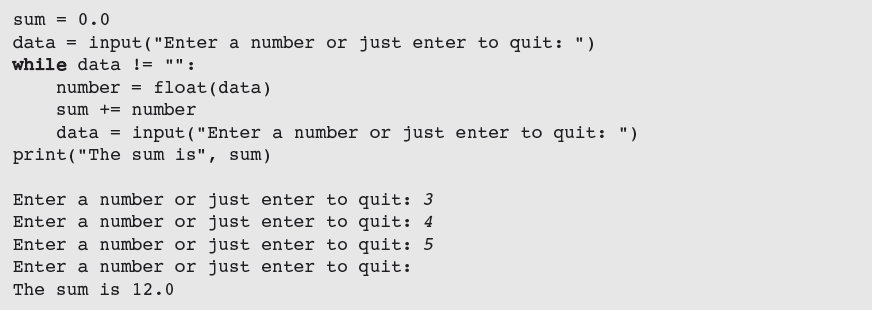 sum = 0.0
data = input("Enter a number or just enter to quit: ")
while data != "":
    number = float(data)
    sum += number
    data = input("Enter a number or just enter to quit: ")
print("The sum is", sum)

Enter a number or just enter to quit: 3
Enter a number or just enter to quit: 4
Enter a number or just enter to quit: 5
Enter a number or just enter to quit:
The sum is 12.0